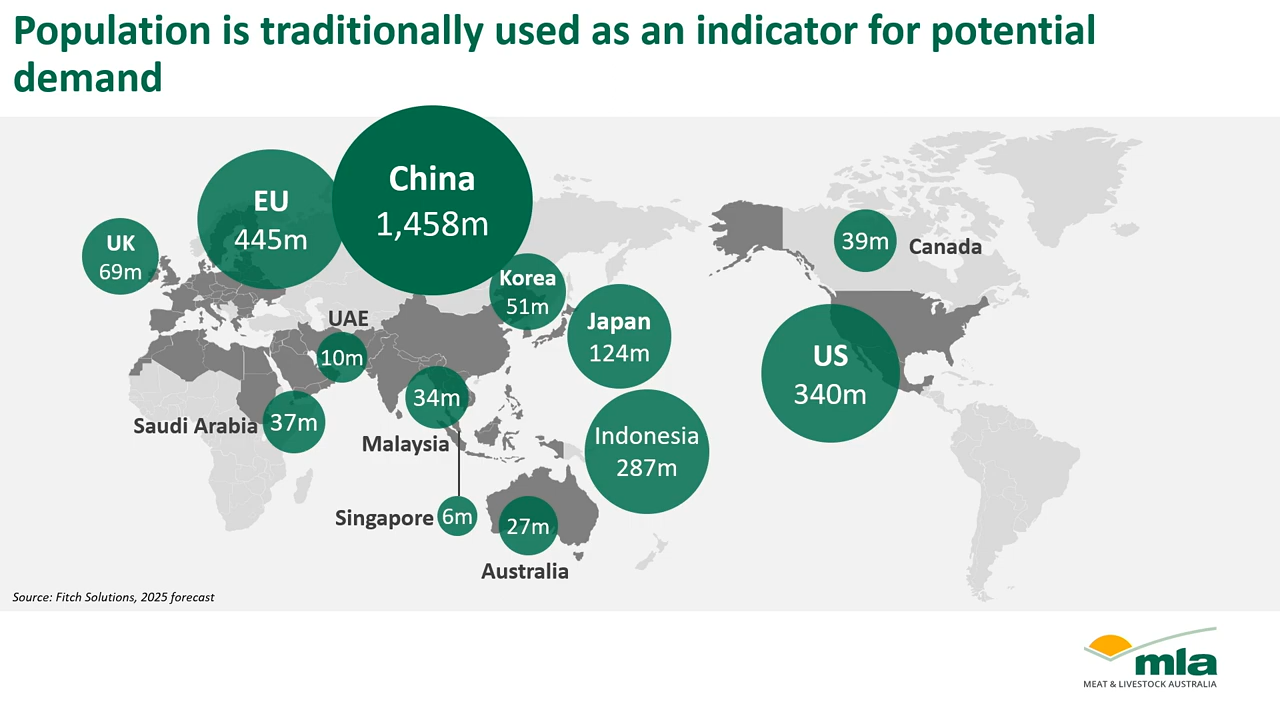 Population is traditionally used as an indicator for potential
demand
China
1,458m
EU
445m
UK
69m
Korea
51m
Japan
124m
UAE
10m
Saudi Arabia
37m
34m
Malaysia
Indonesia
287m
Singapore
6m
27m
Australia
39m
Canada
US
340m
Source: Fitch Solutions, 2025 forecast
mla
MEAT & LIVESTOCK AUSTRALIA